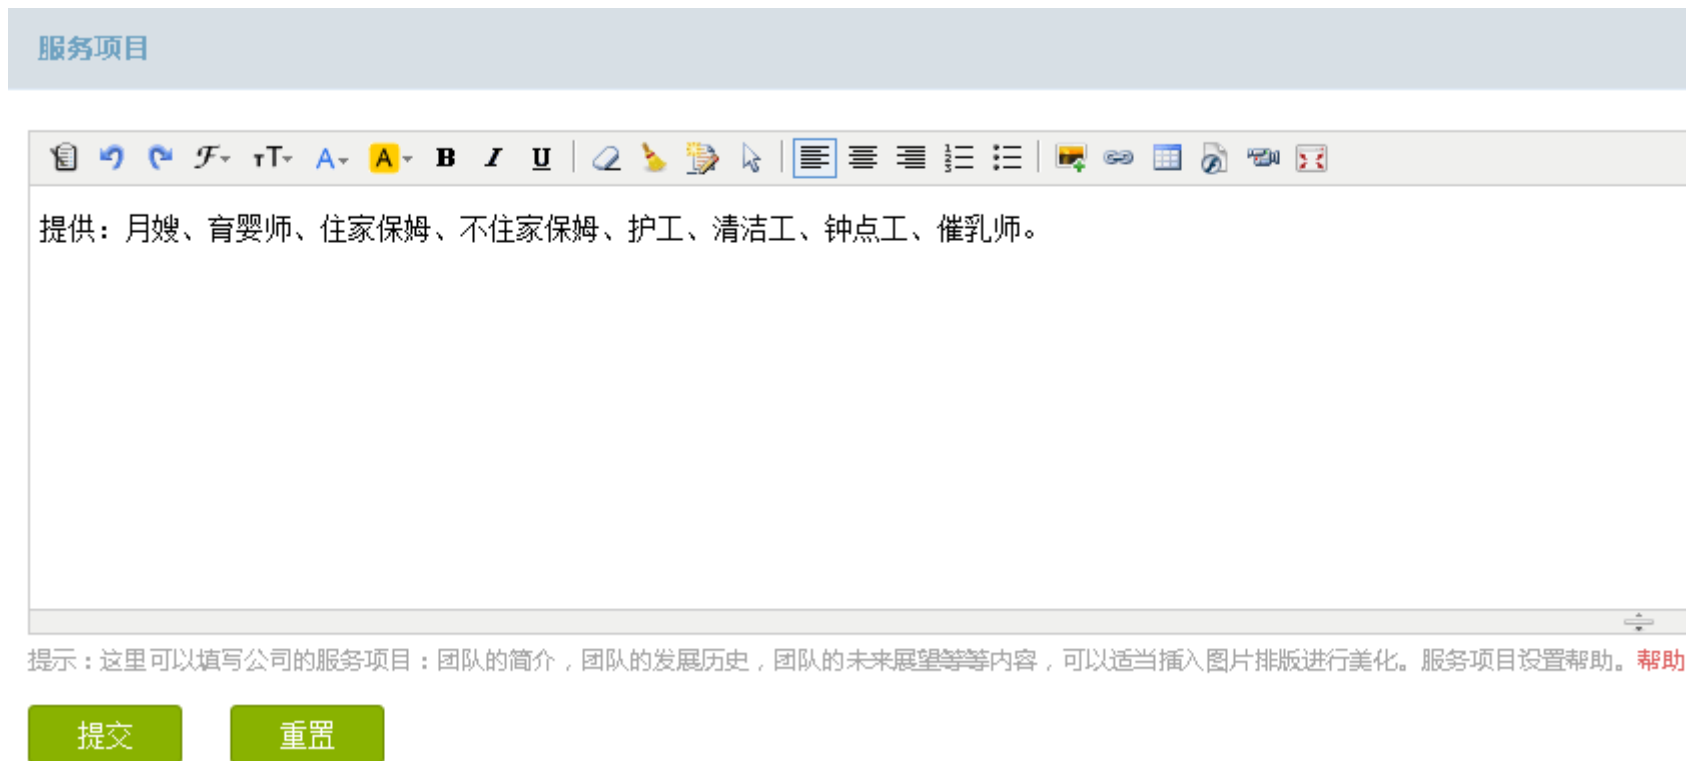 服务项目
提供：月嫂、育婴师、住家保姆、不住家保姆、护工、清洁工、钟点工、催乳师。
提示：这里可以填写公司的服务项目：团队的简介，团队的发展历史，团队的未来展望等等内容，可以适当插入图片排版进行美化。服务项目设置帮助。帮助
提交 重置